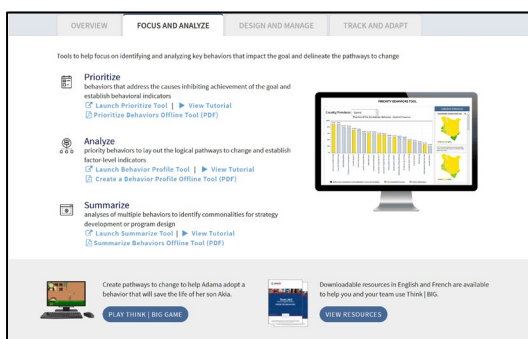 OVERVIEW
FOCUS AND ANALYZE
DESIGN AND MANAGE
TRACK AND ADAPT
Tools to help focus on identifying and analyzing key behaviors that impact the goal and delineate the pathways to change
Prioritize
behaviors that address the causes inhibiting achievement of the goal and
establish behavioral indicators
Launch Prioritize Tool | View Tutorial
Prioritize Behaviors Offline Tool (PDF)
PRIORITY BEHAVIORS TOOL
Analyze
priority behaviors to lay out the logical pathways to change and establish
factor-level indicators
Launch Behavior Profile Tool | View Tutorial
Create a Behavior Profile Offline Tool (PDF)
Summarize
analyses of multiple behaviors to identify commonalities for strategy
development or program design
Launch Summarize Tool | View Tutorial
Summarize Behaviors Offline Tool (PDF)
Create pathways to change to help Adama adopt a
behavior that will save the life of her son Akia.
PLAY THINK | BIG GAME
Downloadable resources in English and French are available
to help you and your team use Think | BIG.
VIEW RESOURCES